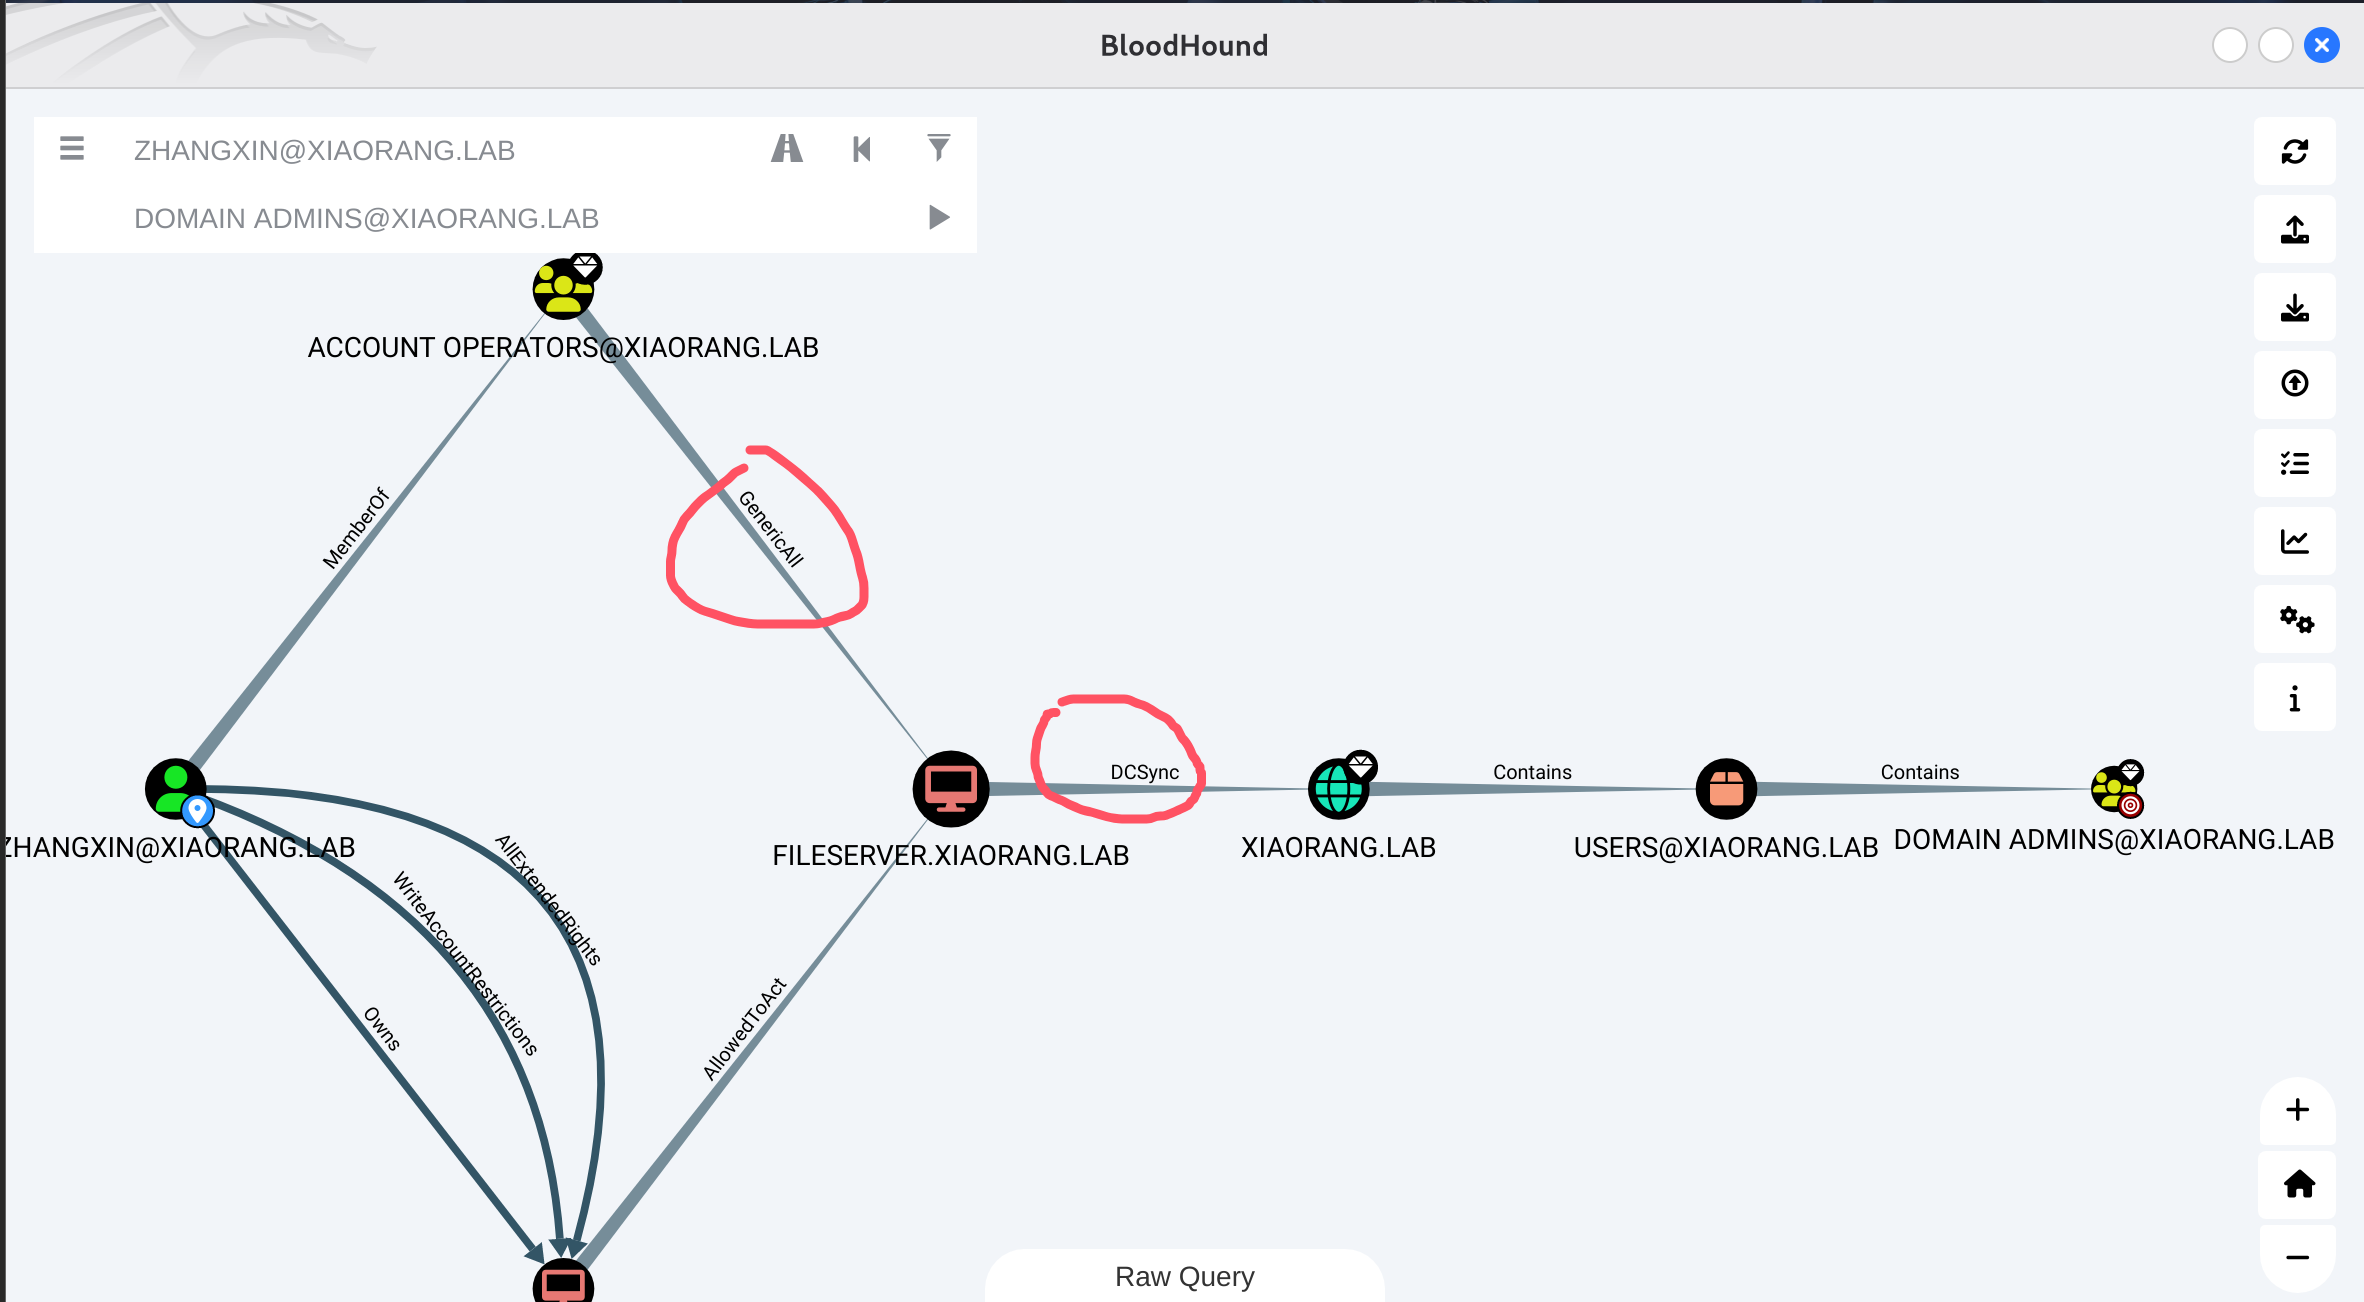 BloodHound
ZHANGXIN@XIAORANG.LAB
DOMAIN ADMINS@XIAORANG.LAB
ACCOUNT OPERATORS@XIAORANG.LAB
MemberOf
GenericAll
DCSync
Contains
Contains
ZHANGXIN@XIAORANG.LAB
FILESERVER.XIAORANG.LAB
XIAORANG.LAB
USERS@XIAORANG.LAB
DOMAIN ADMINS@XIAORANG.LAB
AllExtendedRights
WriteAccountRestrictions
Owns
AllowedToAct
Raw Query